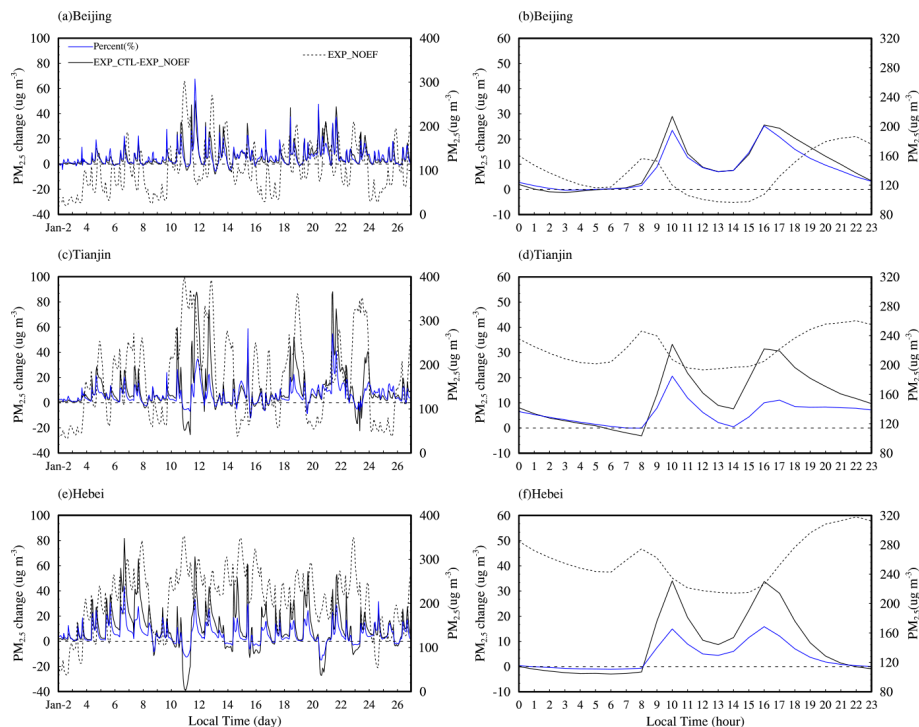 (a)Beijing
(b)Beijing
Percent(%)
EXP_CTL-EXP_NOEF
EXP_NOEF
PM2.5 change (ug m-3)
100
80
60
40
20
0
-20
-40
400
300
200
100
0
PM2.5(ug m-3)
Jan-2 4 6 8 10 12 14 16 18 20 22 24 26
PM2.5 change (ug m-3)
60
50
40
30
20
10
0
-10
320
280
240
200
160
120
80
PM2.5(ug m-3)
0 1 2 3 4 5 6 7 8 9 10 11 12 13 14 15 16 17 18 19 20 21 22 23
(c)Tianjin
(d)Tianjin
PM2.5 change (ug m-3)
100
80
60
40
20
0
-20
-40
400
300
200
100
0
PM2.5(ug m-3)
Jan-2 4 6 8 10 12 14 16 18 20 22 24 26
PM2.5 change (ug m-3)
60
50
40
30
20
10
0
-10
320
280
240
200
160
120
80
PM2.5(ug m-3)
0 1 2 3 4 5 6 7 8 9 10 11 12 13 14 15 16 17 18 19 20 21 22 23
(e)Hebei
(f)Hebei
PM2.5 change (ug m-3)
100
80
60
40
20
0
-20
-40
400
300
200
100
0
PM2.5(ug m-3)
Jan-2 4 6 8 10 12 14 16 18 20 22 24 26
Local Time (day)
PM2.5 change (ug m-3)
60
50
40
30
20
10
0
-10
320
280
240
200
160
120
80
PM2.5(ug m-3)
0 1 2 3 4 5 6 7 8 9 10 11 12 13 14 15 16 17 18 19 20 21 22 23
Local Time (hour)